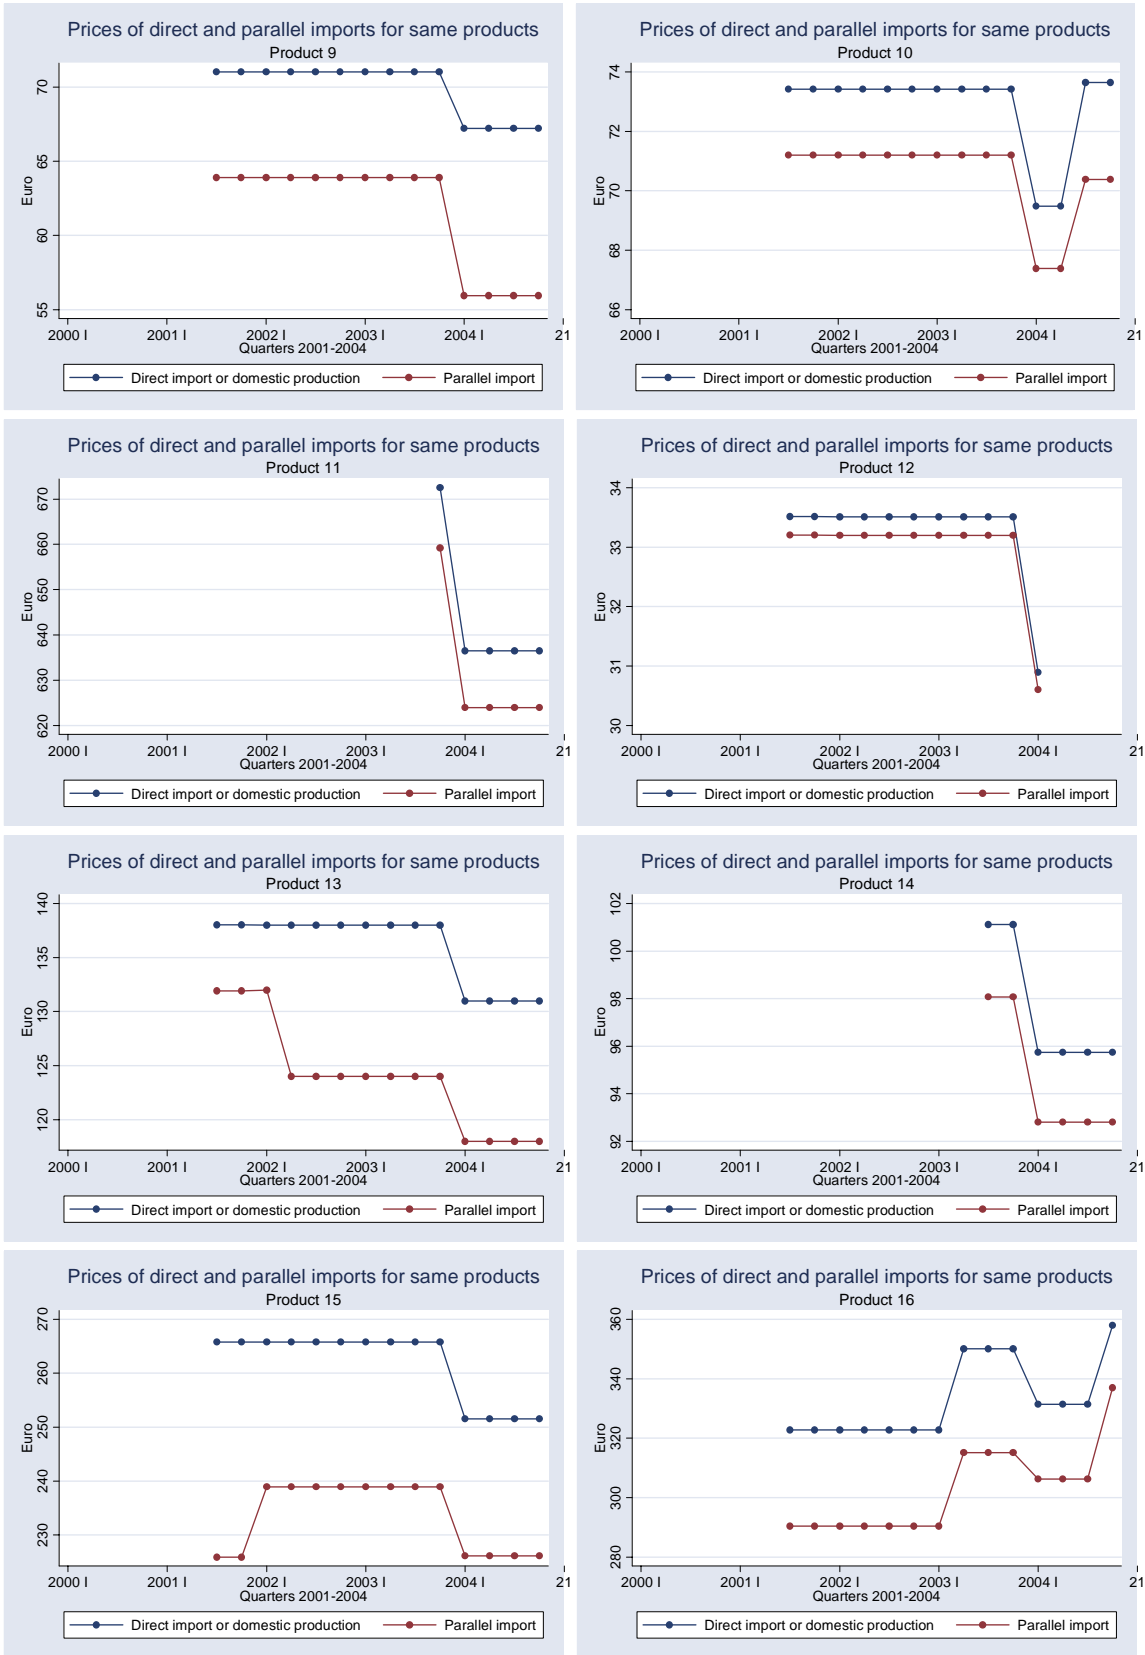 Prices of direct and parallel imports for same products
Product 9
Euro
70
65
60
55
2000 I 2001 I 2002 I 2003 I 2004 I 21
Quarters 2001-2004
Direct import or domestic production Parallel import
Prices of direct and parallel imports for same products
Product 10
Euro
74
72
70
68
66
2000 I 2001 I 2002 I 2003 I 2004 I 21
Quarters 2001-2004
Direct import or domestic production Parallel import
Prices of direct and parallel imports for same products
Product 11
Euro
670
660
650
640
630
620
2000 I 2001 I 2002 I 2003 I 2004 I 21
Quarters 2001-2004
Direct import or domestic production Parallel import
Prices of direct and parallel imports for same products
Product 12
Euro
34
33
32
31
30
2000 I 2001 I 2002 I 2003 I 2004 I 21
Quarters 2001-2004
Direct import or domestic production Parallel import
Prices of direct and parallel imports for same products
Product 13
Euro
140
135
130
125
120
2000 I 2001 I 2002 I 2003 I 2004 I 21
Quarters 2001-2004
Direct import or domestic production Parallel import
Prices of direct and parallel imports for same products
Product 14
Euro
102
100
98
96
94
92
2000 I 2001 I 2002 I 2003 I 2004 I 21
Quarters 2001-2004
Direct import or domestic production Parallel import
Prices of direct and parallel imports for same products
Product 15
Euro
270
260
250
240
230
2000 I 2001 I 2002 I 2003 I 2004 I 21
Quarters 2001-2004
Direct import or domestic production Parallel import
Prices of direct and parallel imports for same products
Product 16
Euro
360
340
320
300
280
2000 I 2001 I 2002 I 2003 I 2004 I 21
Quarters 2001-2004
Direct import or domestic production Parallel import